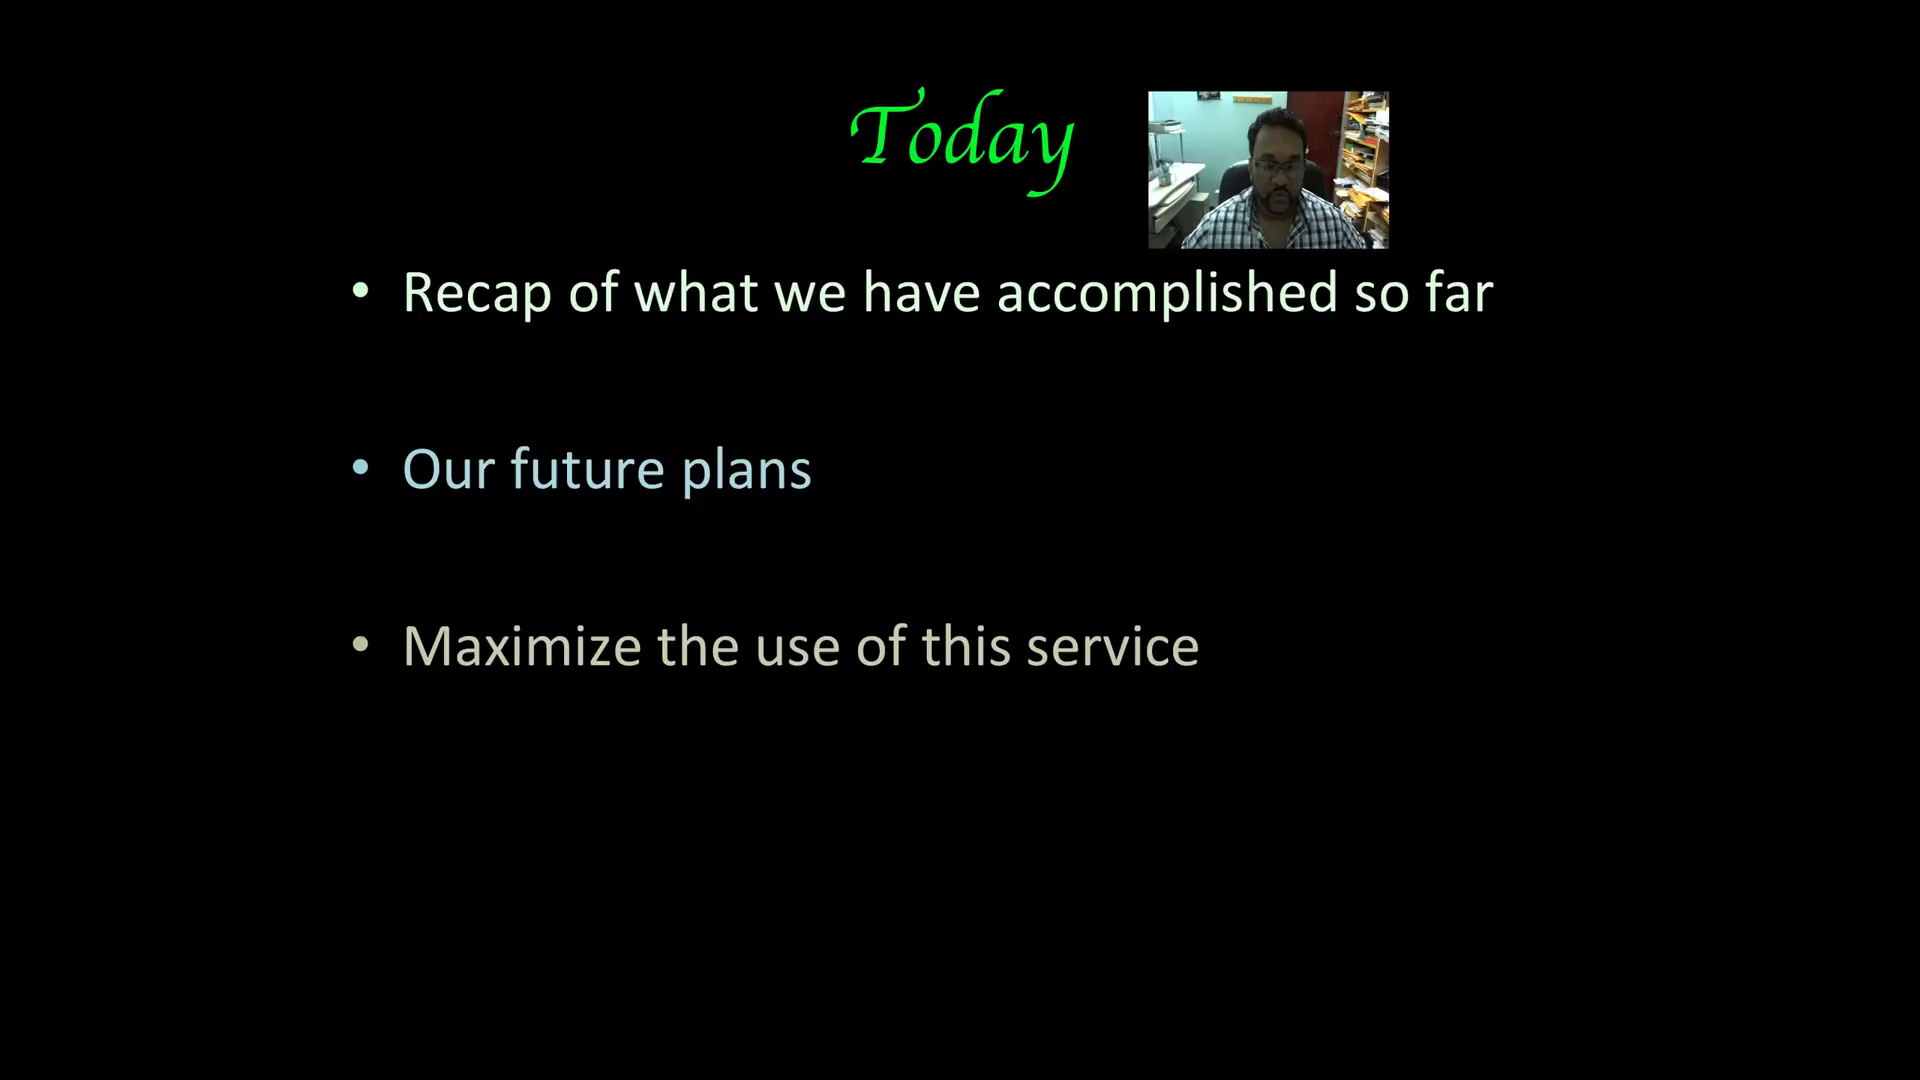 Today
• Recap of what we have accomplished so far
• Our future plans
• Maximize the use of this service